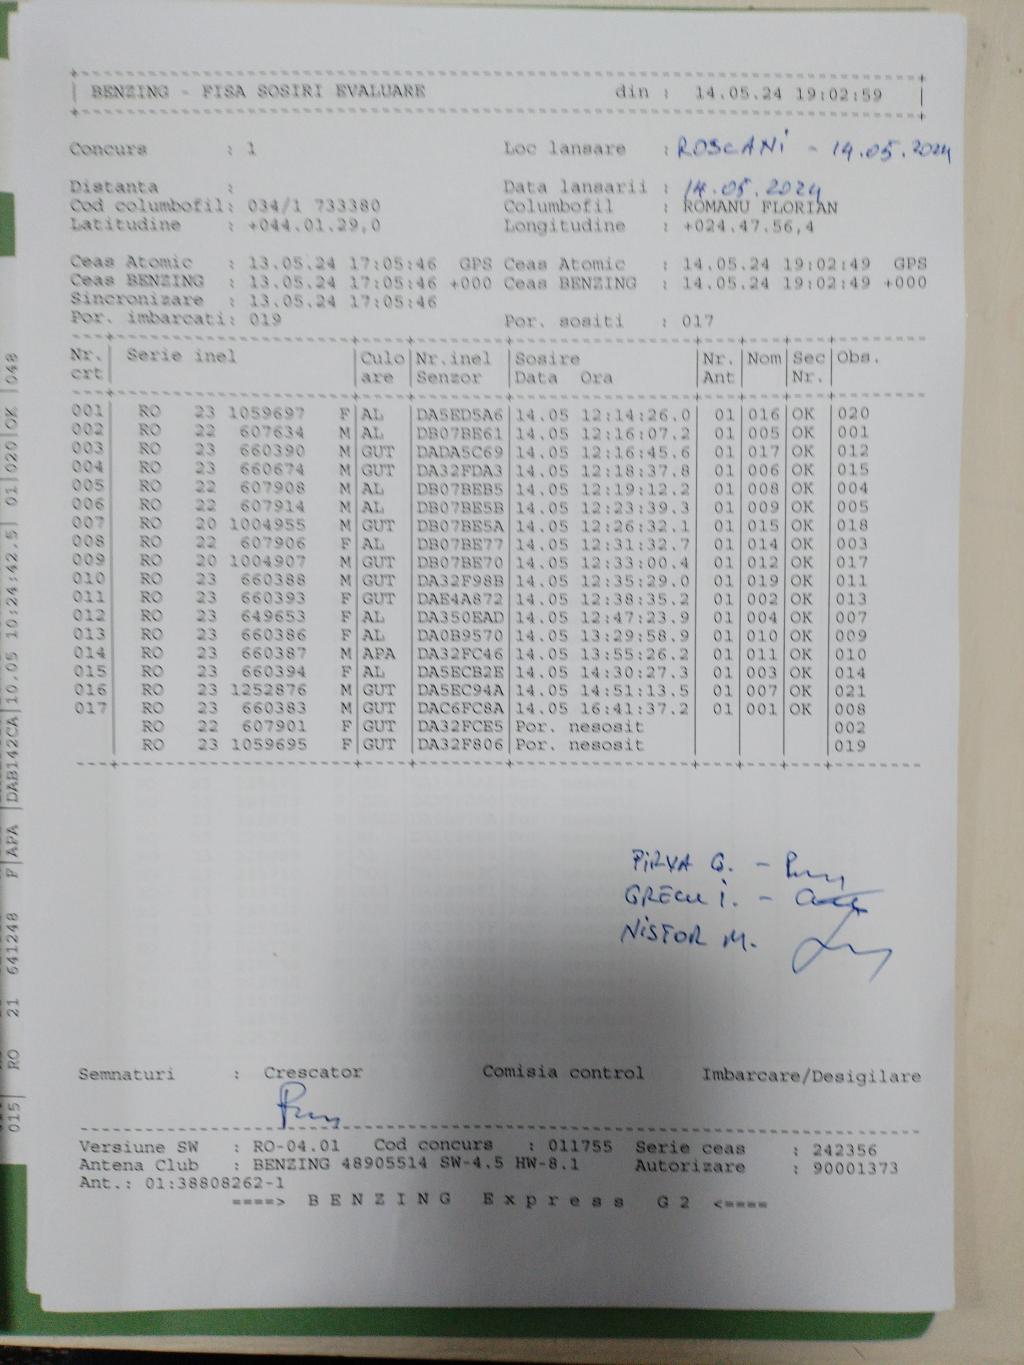 BENZING - FISA SOSIRI EVALUARE din : 14.05.24 19:02:59
Concurs : 1 Loc lansare : ROSCANI - 14.05.2024
Distanta : Data lansarii : 14.05.2024
Cod columbofil: 034/1 733380 Columbofil : ROMANU FLORIAN
Latitudine : +044.01.29,0 Longitudine : +024.47.56,4
Ceas Atomic : 13.05.24 17:05:46 GPS Ceas Atomic : 14.05.24 19:02:49 GPS
Ceas BENZING : 13.05.24 17:05:46 +000 Ceas BENZING : 14.05.24 19:02:49 +000
Sincronizare : 13.05.24 17:05:46
Por. imbarcati: 019 Por. sositi : 017
Nr. Serie inel Culo Nr.inel Sosire Nr. Nom Sec Obs.
crt are Senzor Data Ora Ant Nr.
001 RO 23 1059697 F AL DA5ED5A6 14.05 12:14:26.0 01 016 OK 020
002 RO 22 607634 M AL DB07BE61 14.05 12:16:07.2 01 005 OK 001
003 RO 23 660390 M GUT DADA5C69 14.05 12:16:45.6 01 017 OK 012
004 RO 23 660674 M GUT DA32FDA3 14.05 12:18:37.8 01 006 OK 015
005 RO 22 607908 M AL DB07BEB5 14.05 12:19:12.2 01 008 OK 004
006 RO 22 607914 M AL DB07BE5B 14.05 12:23:39.3 01 009 OK 005
007 RO 20 1004955 M GUT DB07BE5A 14.05 12:26:32.1 01 015 OK 018
008 RO 22 607906 F AL DB07BE77 14.05 12:31:32.7 01 014 OK 003
009 RO 20 1004907 M GUT DB07BE70 14.05 12:33:00.4 01 012 OK 017
010 RO 23 660388 M GUT DA32F98B 14.05 12:35:29.0 01 019 OK 011
011 RO 23 660393 F GUT DAE4A872 14.05 12:38:35.2 01 002 OK 013
012 RO 23 649653 F AL DA350EAD 14.05 12:47:23.9 01 004 OK 007
013 RO 23 660386 F AL DA0B9570 14.05 13:29:58.9 01 010 OK 009
014 RO 23 660387 M APA DA32FC46 14.05 13:55:26.2 01 011 OK 010
015 RO 23 660394 F AL DA5ECB2E 14.05 14:30:27.3 01 003 OK 014
016 RO 23 1252876 M GUT DA5EC94A 14.05 14:51:13.5 01 007 OK 021
017 RO 23 660383 M GUT DAC6FC8A 14.05 16:41:37.2 01 001 OK 008
RO 22 607901 F GUT DA32FCE5 Por. nesosit 002
RO 23 1059695 F GUT DA32F806 Por. nesosit 019
PIRVA G. -
GRECU I. -
NISTOR M.
Semnaturi : Crescator Comisia control Imbarcare/Desigilare
Versiune SW : RO-04.01 Cod concurs : 011755 Serie ceas : 242356
Antena Club : BENZING 48905514 SW-4.5 HW-8.1 Autorizare : 90001373
Ant.: 01:38808262-1
====> B E N Z I N G E x p r e s s G 2 <====
015 RO 21 641248 F APA DAB142CA 10.05 10:24:42.5 01 020 OK 048